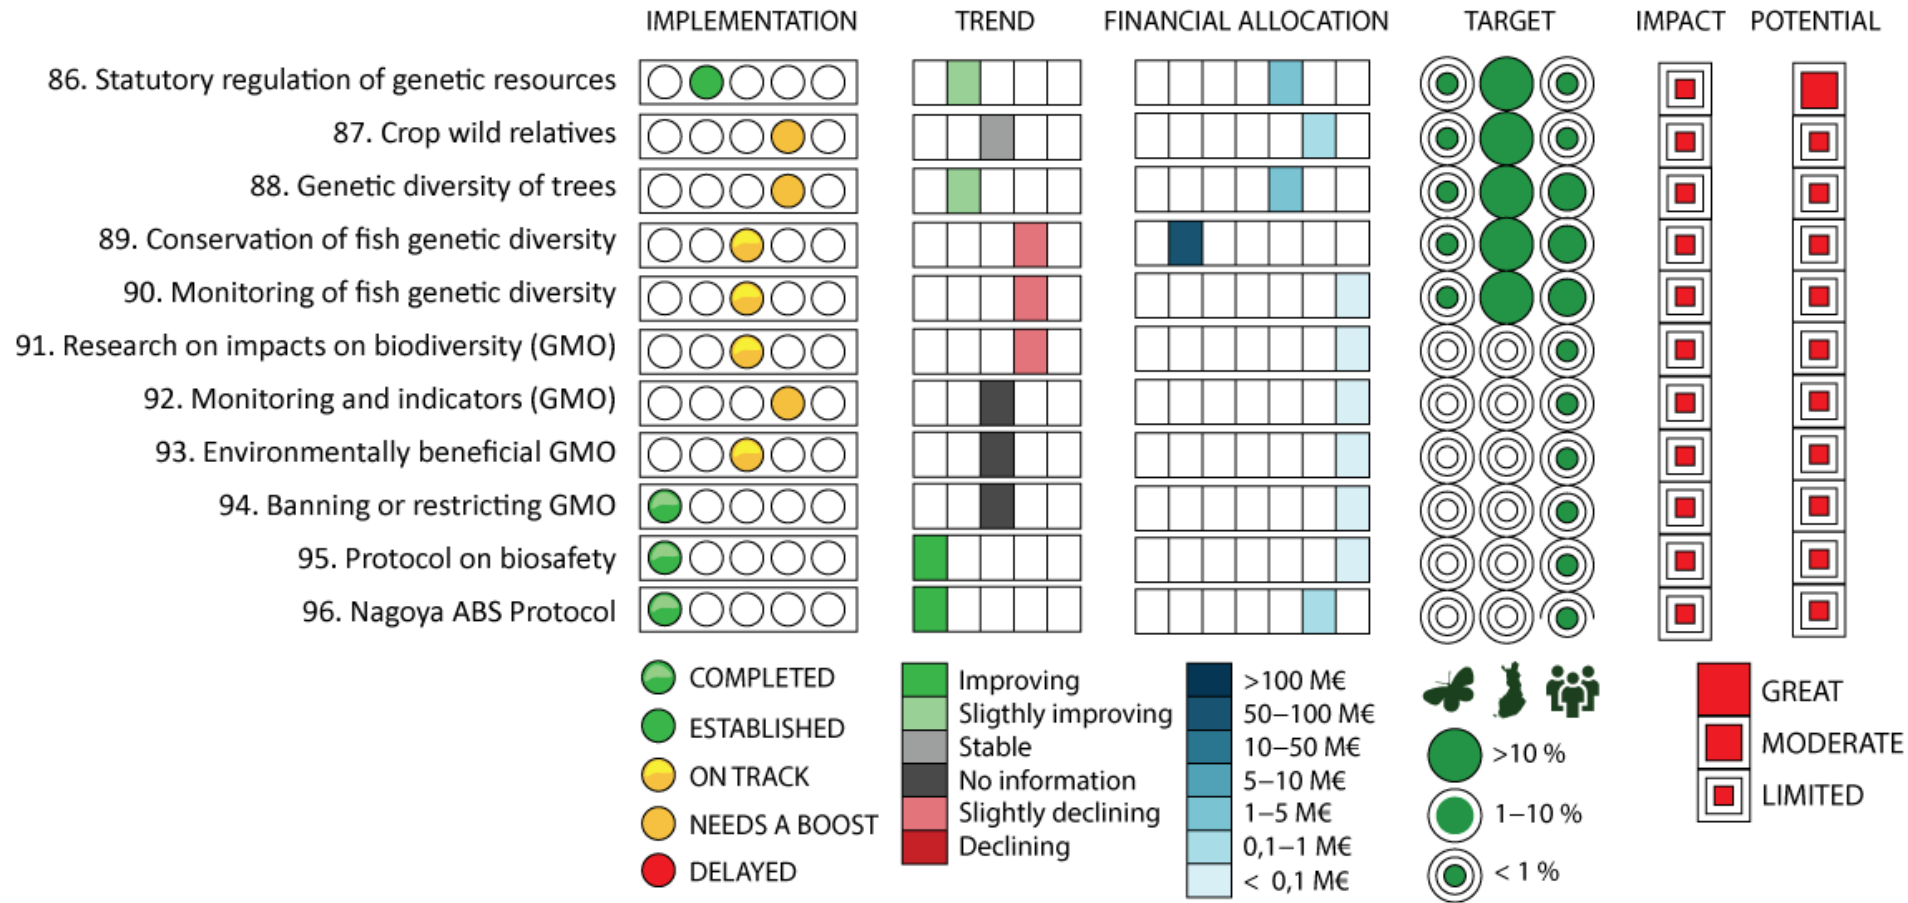 IMPLEMENTATION TREND FINANCIAL ALLOCATION TARGET IMPACT POTENTIAL
86. Statutory regulation of genetic resources
87. Crop wild relatives
88. Genetic diversity of trees
89. Conservation of fish genetic diversity
90. Monitoring of fish genetic diversity
91. Research on impacts on biodiversity (GMO)
92. Monitoring and indicators (GMO)
93. Environmentally beneficial GMO
94. Banning or restricting GMO
95. Protocol on biosafety
96. Nagoya ABS Protocol
COMPLETED
ESTABLISHED
ON TRACK
NEEDS A BOOST
DELAYED
Improving
Sligthly improving
Stable
No information
Slightly declining
Declining
>100 M€
50–100 M€
10–50 M€
5–10 M€
1–5 M€
0,1–1 M€
< 0,1 M€
>10 %
1–10 %
< 1 %
GREAT
MODERATE
LIMITED